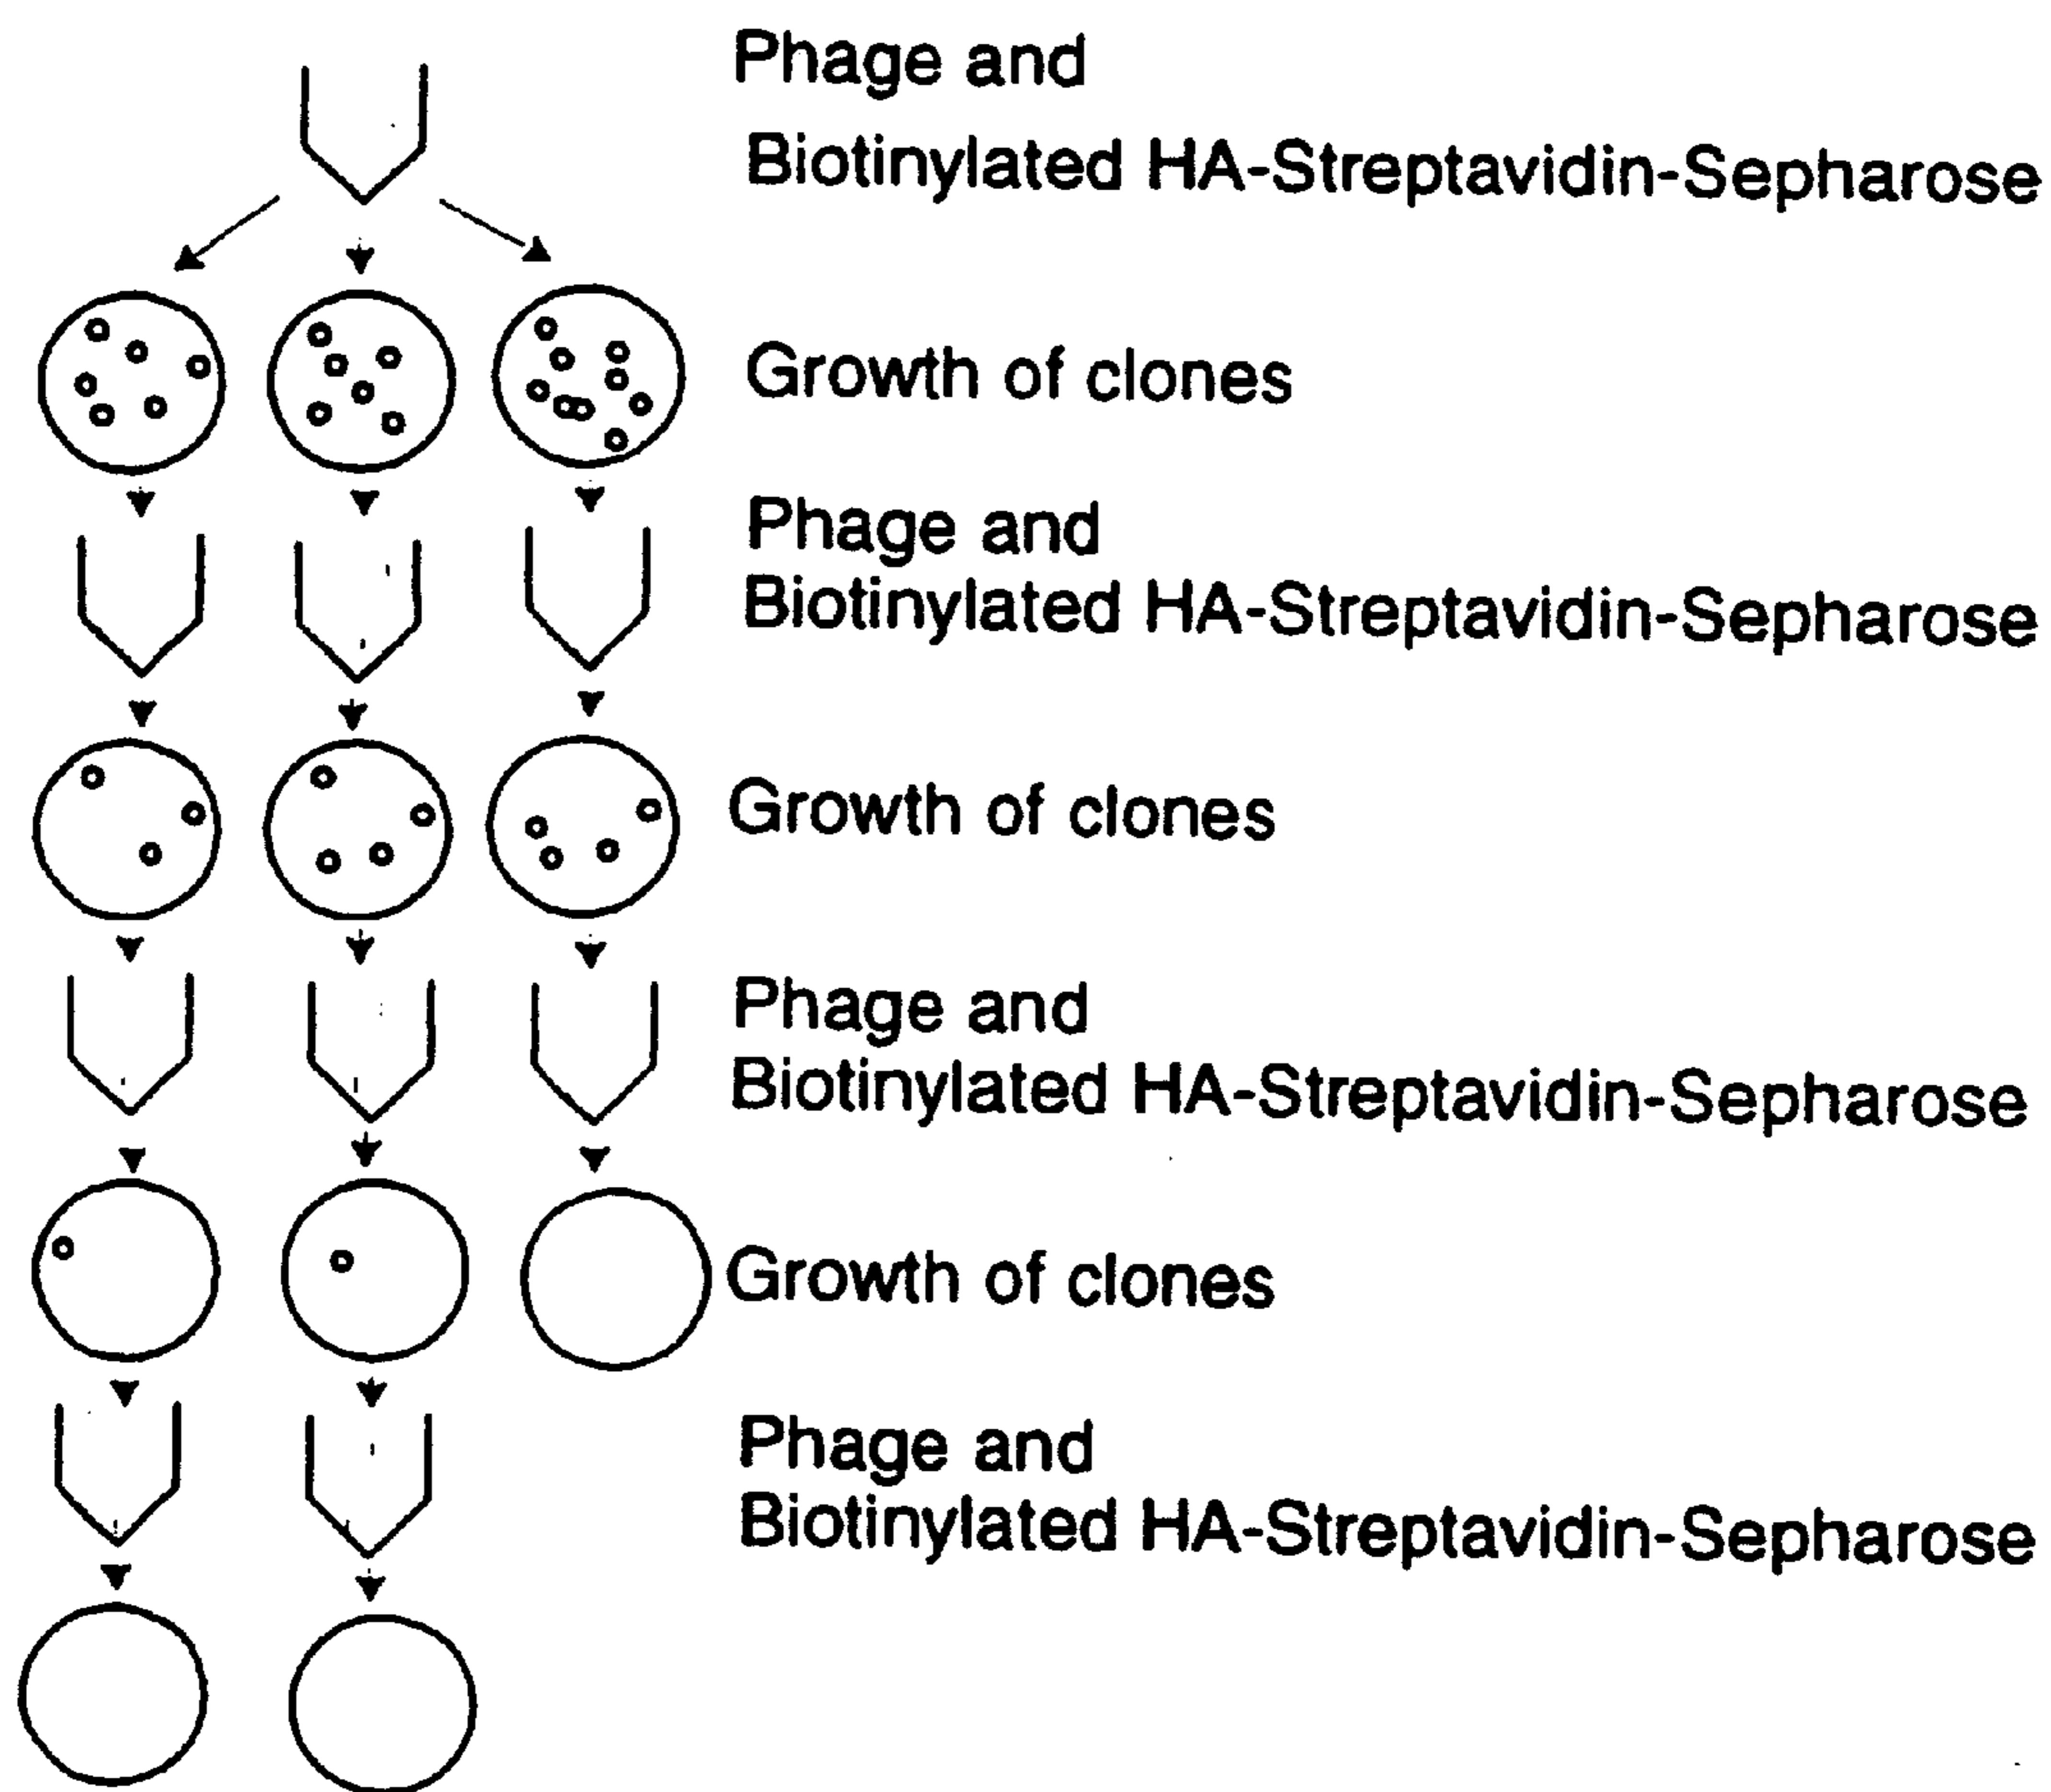 Phage and
Biotinylated HA-Streptavidin-Sepharose
Growth of clones
Phage and
Biotinylated HA-Streptavidin-Sepharose
Growth of clones
Phage and
Biotinylated HA-Streptavidin-Sepharose
Growth of clones
Phage and
Biotinylated HA-Streptavidin-Sepharose